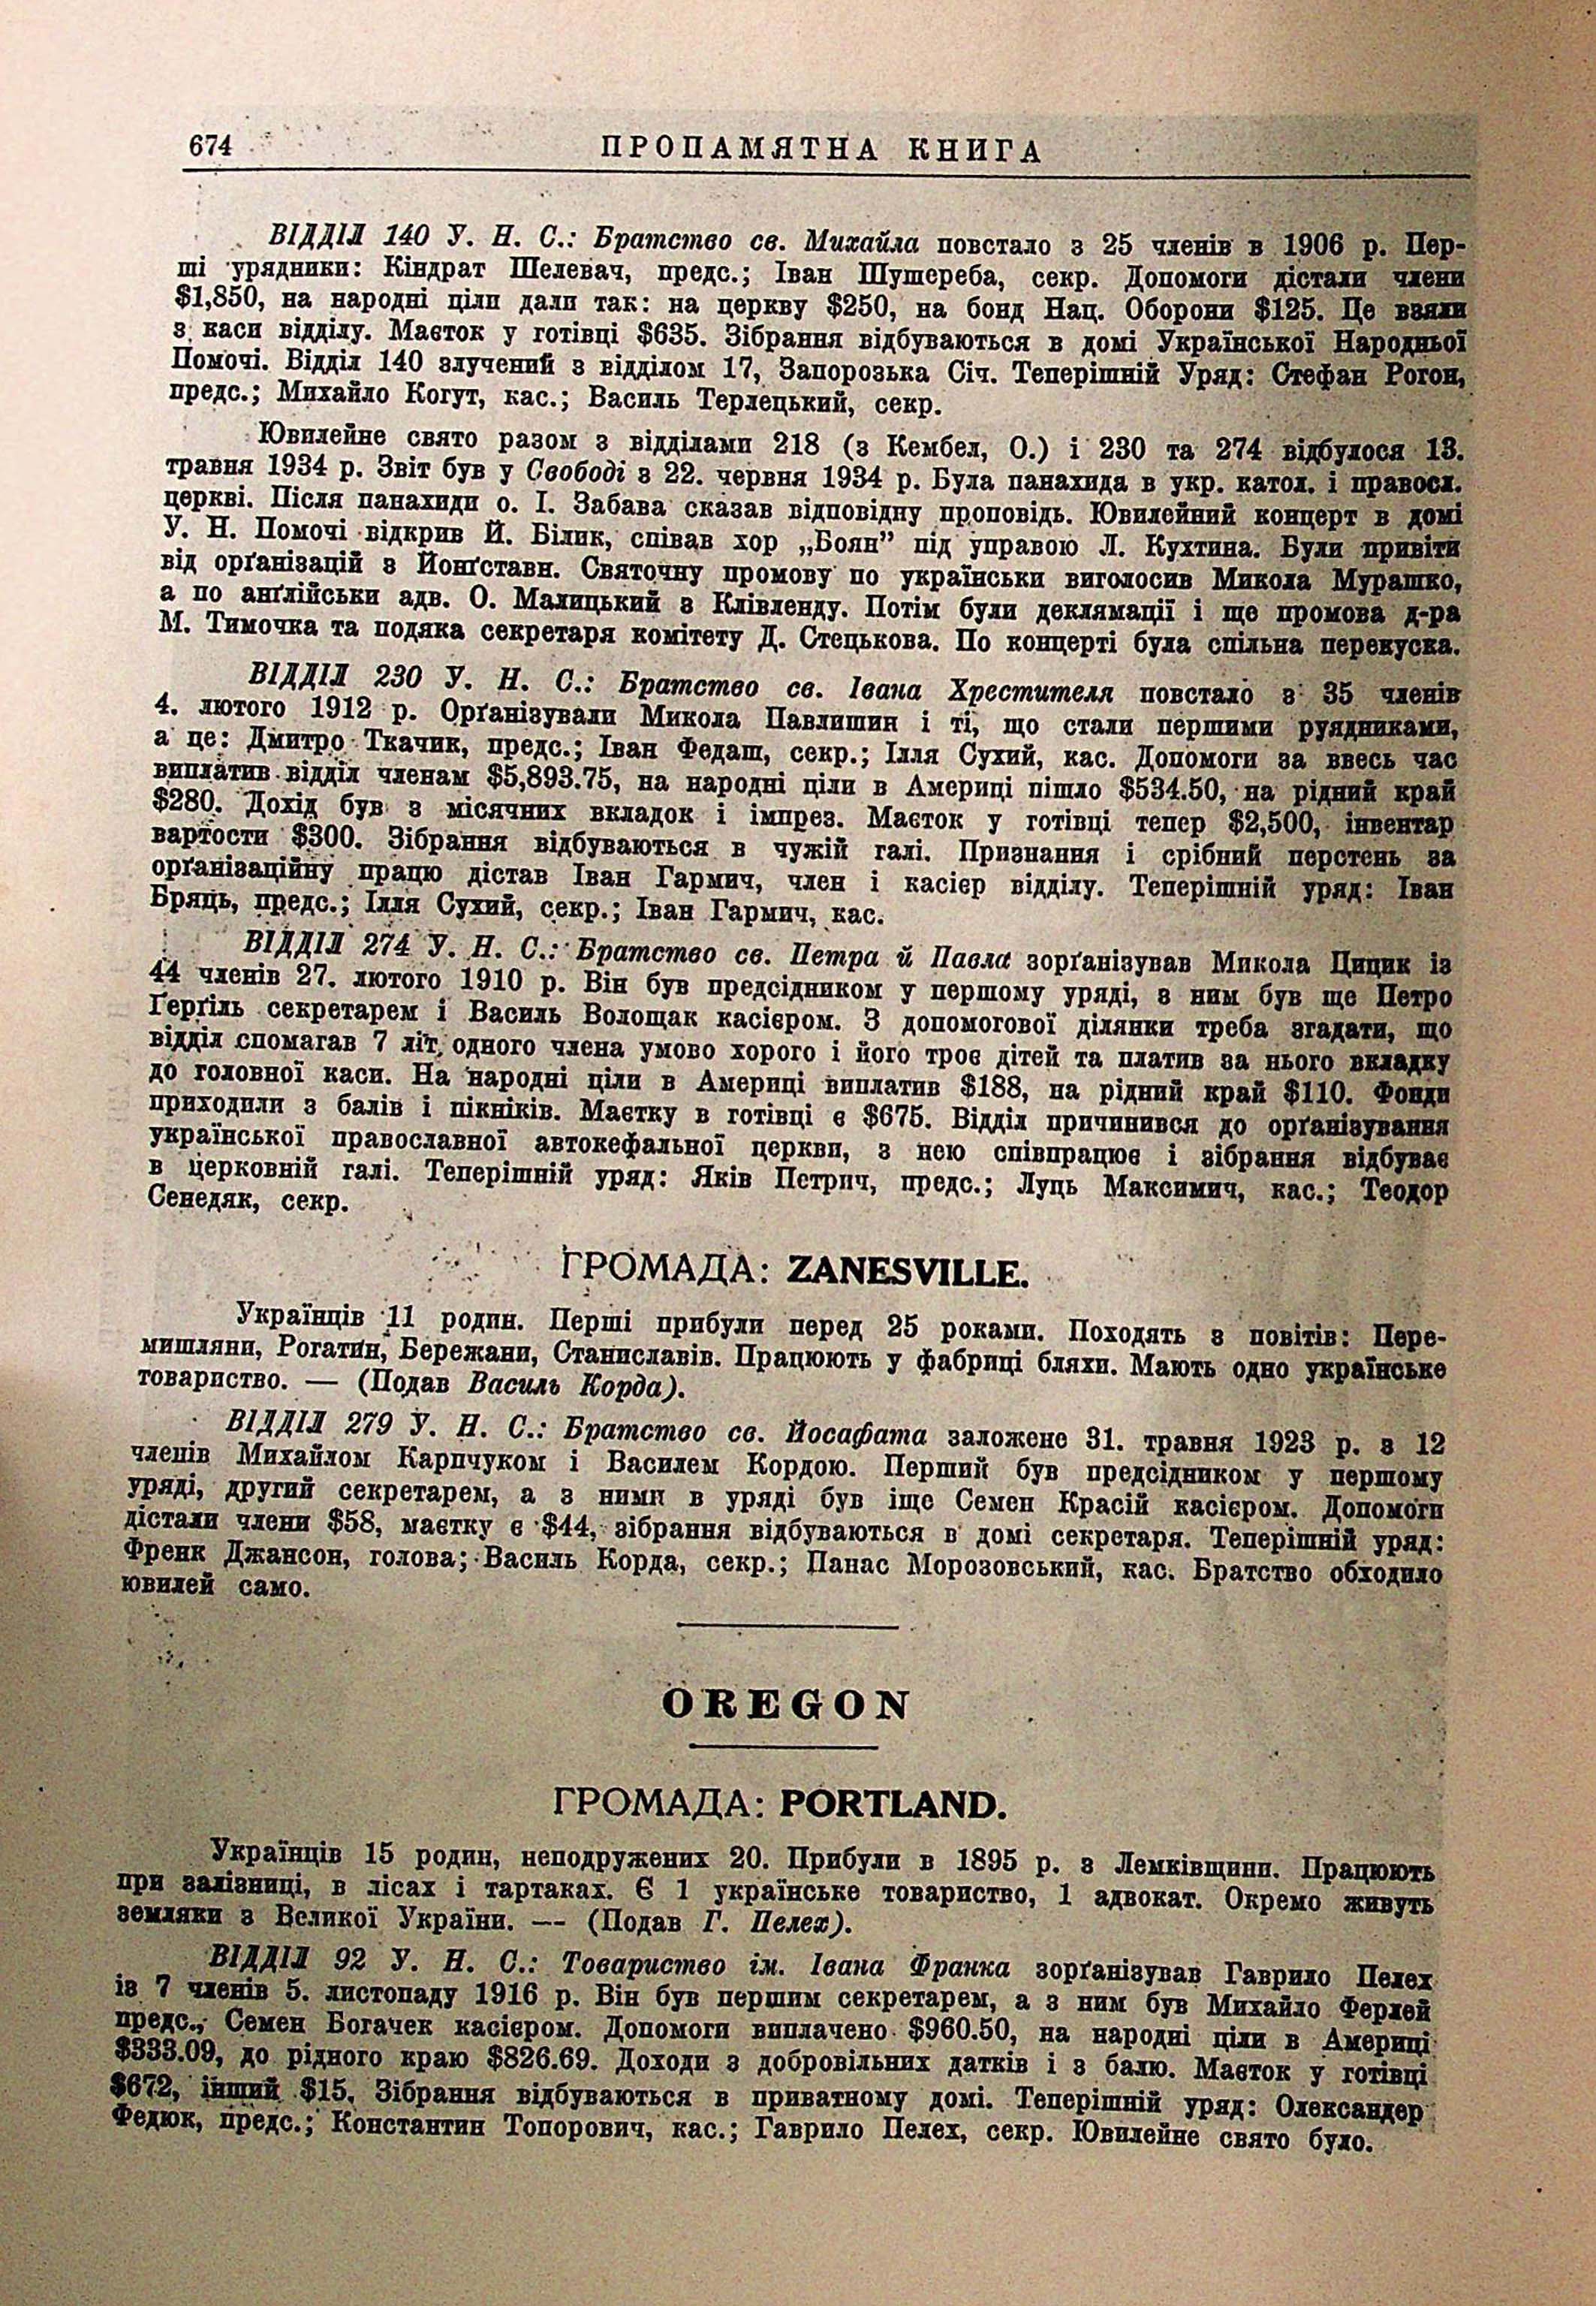 674
ПРОПАМЯТНА КНИГА
ВІДДІЛ 140 У. Н. С.: Братство св. Михайла повстало з 25 членів в 1906 р. Пер-
ші урядники: Кіндрат Шелевач, предс.; Іван Шушереба, секр. Допомоги дістали члени
$1,850, на народні ціли дали так: на церкву $250, на бонд Нац. Оборони $125. Це взяли
з каси відділу. Маєток у готівці $635. Зібрання відбуваються в домі Української Народньої
Помочі. Відділ 140 злучений з відділом 17, Запорозька Січ. Теперішній Уряд: Стефан Рогон,
предс.; Михайло Когут, кас.; Василь Терлецький, секр.
Ювилейне свято разом з відділами 218 (з Кембел, О.) і 230 та 274 відбулося 13.
травня 1934 р. Звіт був у Свободі з 22. червня 1934 р. Була панахида в укр. катол. і правосл.
церкві. Після панахиди о. І. Забава сказав відповідну проповідь. Ювилейний концерт в домі
У. Н. Помочі відкрив Й. Білик, співав хор „Боян” під управою Л. Кухтина. Були привіти
від орґанізацій з Йонґставн. Святочну промову по українськи виголосив Микола Мурашко,
а по анґлійськи адв. О. Малицький з Клівленду. Потім були деклямації і ще промова д-ра
М. Тимочка та подяка секретаря комітету Д. Стецькова. По концерті була спільна перекуска.
ВІДДІЛ 230 У. Н. С.: Братство св. Івана Хрестителя повстало з 35 членів
4. лютого 1912 р. Орґанізували Микола Павлишин і ті, що стали першими руядниками,
а це: Дмитро Ткачик, предс.; Іван Федаш, секр.; Ілля Сухий, кас. Допомоги за ввесь час
виплатив відділ членам $5,893.75, на народні ціли в Америці пішло $534.50, на рідний край
$280. Дохід був з місячних вкладок і імпрез. Маєток у готівці тепер $2,500, інвентар
вартости $300. Зібрання відбуваються в чужій галі. Признання і срібний перстень за
орґанізаційну працю дістав Іван Гармич, член і касієр відділу. Теперішній уряд: Іван
Бряць, предс.; Ілля Сухий, секр.; Іван Гармич, кас.
ВІДДІЛ 274 У. Н. С.: Братство св. Петра й Павла зорґанізував Микола Цицик із
44 членів 27. лютого 1910 р. Він був предсідником у першому уряді, з ним був ще Петро
Ґерґіль секретарем і Василь Волощак касієром. З допомогової ділянки треба згадати, що
відділ спомагав 7 літ одного члена умово хорого і його троє дітей та платив за нього вкладку
до головної каси. На народні ціли в Америці виплатив $188, на рідний край $110. Фонди
приходили з балів і пікніків. Маєтку в готівці є $675. Відділ причинився до орґанізування
української православної автокефальної церкви, з нею співпрацює і зібрання відбуває
в церковній галі. Теперішній уряд: Яків Петрич, предс.; Луць Максимич, кас.; Теодор
Сенедяк, секр.
ГРОМАДА: ZANESVILLE.
Українців 11 родин. Перші прибули перед 25 роками. Походять з повітів: Пере-
мишляни, Рогатин, Бережани, Станиславів. Працюють у фабриці бляхи. Мають одно українське
товариство. — (Подав Василь Корда).
ВІДДІЛ 279 У. Н. С.: Братство св. Йосафата заложене 31. травня 1923 р. з 12
членів Михайлом Карпчуком і Василем Кордою. Перший був предсідником у першому
уряді, другий секретарем, а з ними в уряді був іще Семен Красій касієром. Допомоги
дістали члени $58, маєтку є $44, зібрання відбуваються в домі секретаря. Теперішній уряд:
Френк Джансон, голова; Василь Корда, секр.; Панас Морозовський, кас. Братство обходило
ювилей само.
OREGON
ГРОМАДА: PORTLAND.
Українців 15 родин, неподружених 20. Прибули в 1895 р. з Лемківщини. Працюють
при залізниці, в лісах і тартаках. Є 1 українське товариство, 1 адвокат. Окремо живуть
земляки з Великої України. — (Подав Г. Пелех).
ВІДДІЛ 92 У. Н. С.: Товариство ім. Івана Франка зорґанізував Гаврило Пелех
із 7 членів 5. листопаду 1916 р. Він був першим секретарем, а з ним був Михайло Ферлей
предс., Семен Богачек касієром. Допомоги виплачено $960.50, на народні ціли в Америці
$333.09, до рідного краю $826.69. Доходи з добровільних датків і з балю. Маєток у готівці
$672, інший $15. Зібрання відбуваються в приватному домі. Теперішній уряд: Олександер
Федюк, предс.; Константин Топорович, кас.; Гаврило Пелех, секр. Ювилейне свято було.